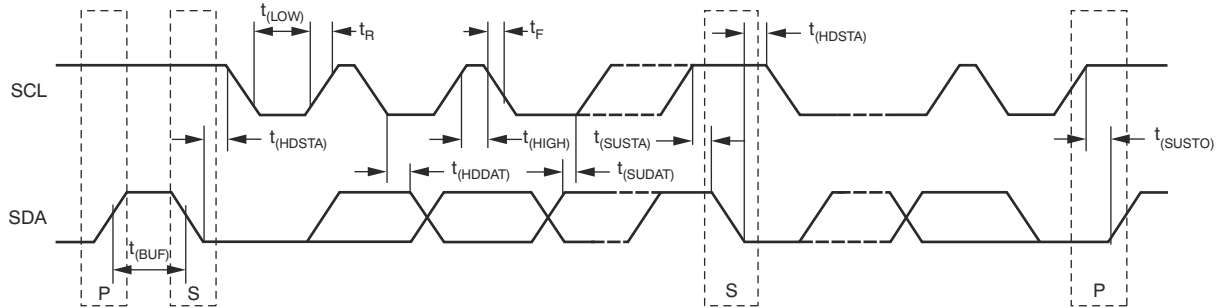 t(LOW)
tR
tF
t(HDSTA)
SCL
t(HDSTA)
t(HIGH)
t(SUSTA)
t(SUSTO)
t(HDDAT)
t(SUDAT)
SDA
t(BUF)
P
S
S
P